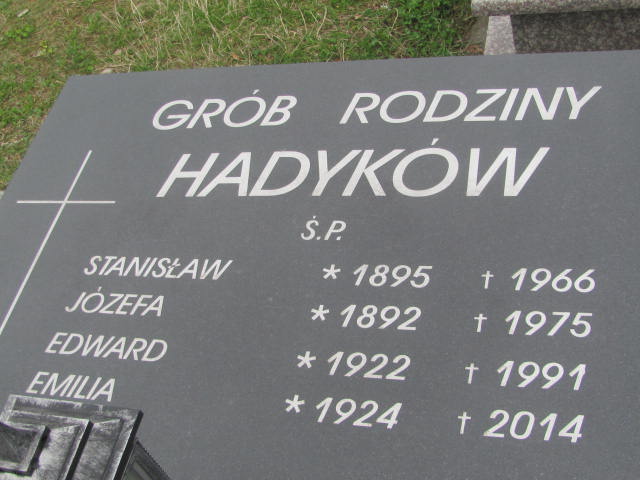 GRÓB RODZINY
HADYKÓW
Ś.P.
STANISŁAW * 1895 † 1966
JÓZEFA * 1892 † 1975
EDWARD * 1922 † 1991
EMILIA * 1924 † 2014